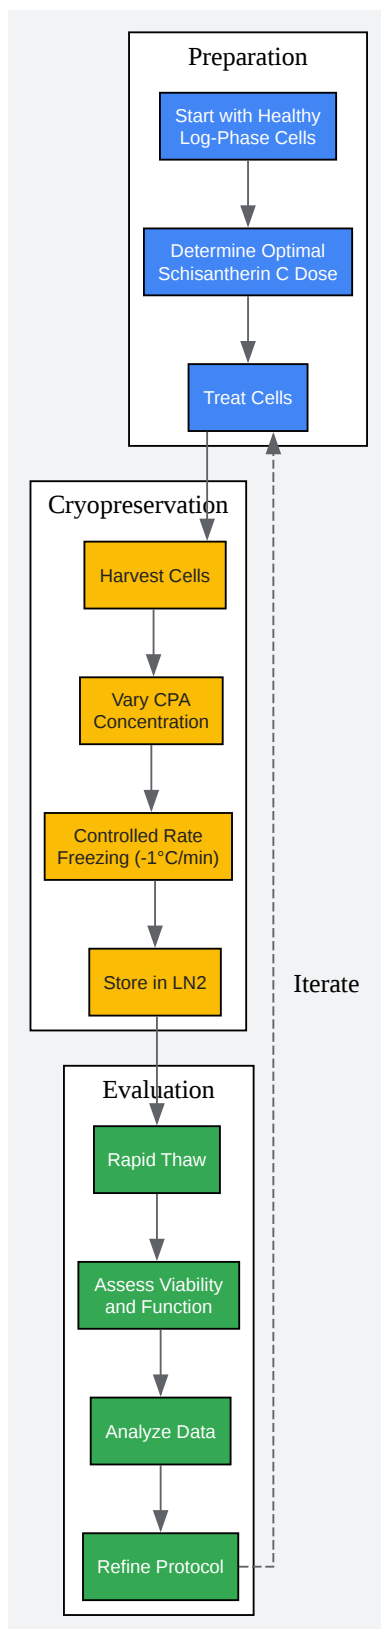 Preparation
Start with Healthy
Log-Phase Cells
Determine Optimal
Schisantherin C Dose
Treat Cells
Cryopreservation
Harvest Cells
Vary CPA
Concentration
Controlled Rate
Freezing (-1°C/min)
Store in LN2
Iterate
Evaluation
Rapid Thaw
Assess Viability
and Function
Analyze Data
Refine Protocol